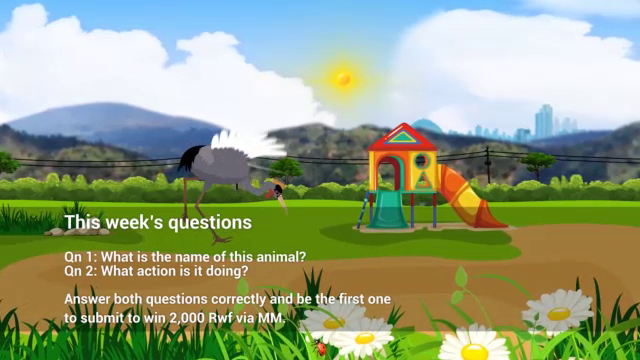 This week's questions
Qn 1: What is the name of this animal?
Qn 2: What action is it doing?
Answer both questions correctly and be the first one
to submit to win 2,000 Rwf via MM.